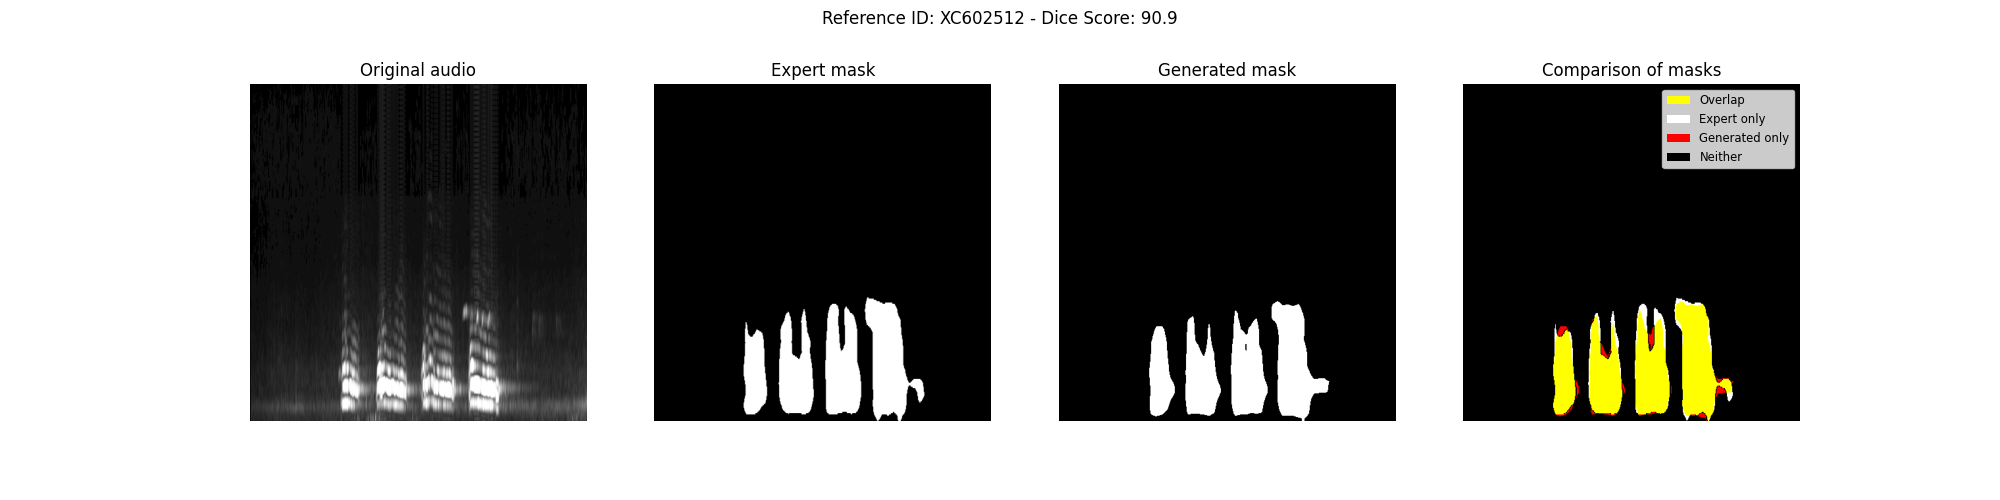 Reference ID: XC602512 - Dice Score: 90.9
Original audio
Expert mask
Generated mask
Comparison of masks
Overlap
Expert only
Generated only
Neither